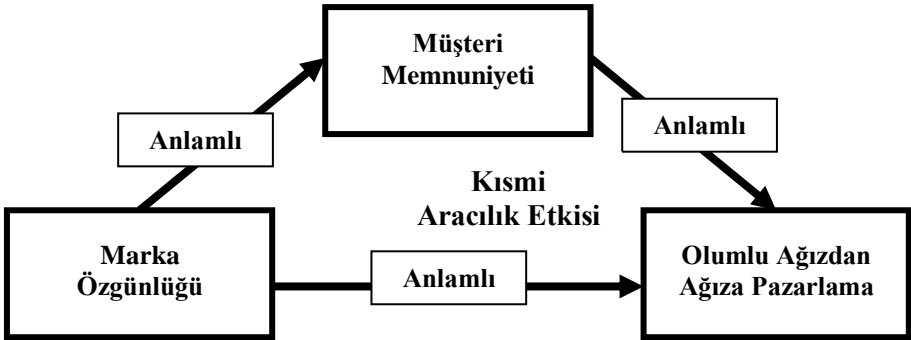 Müşteri
Memnuniyeti
Anlamlı
Anlamlı
Kısmi
Aracılık Etkisi
Marka
Özgünlüğü
Anlamlı
Olumlu Ağızdan
Ağıza Pazarlama